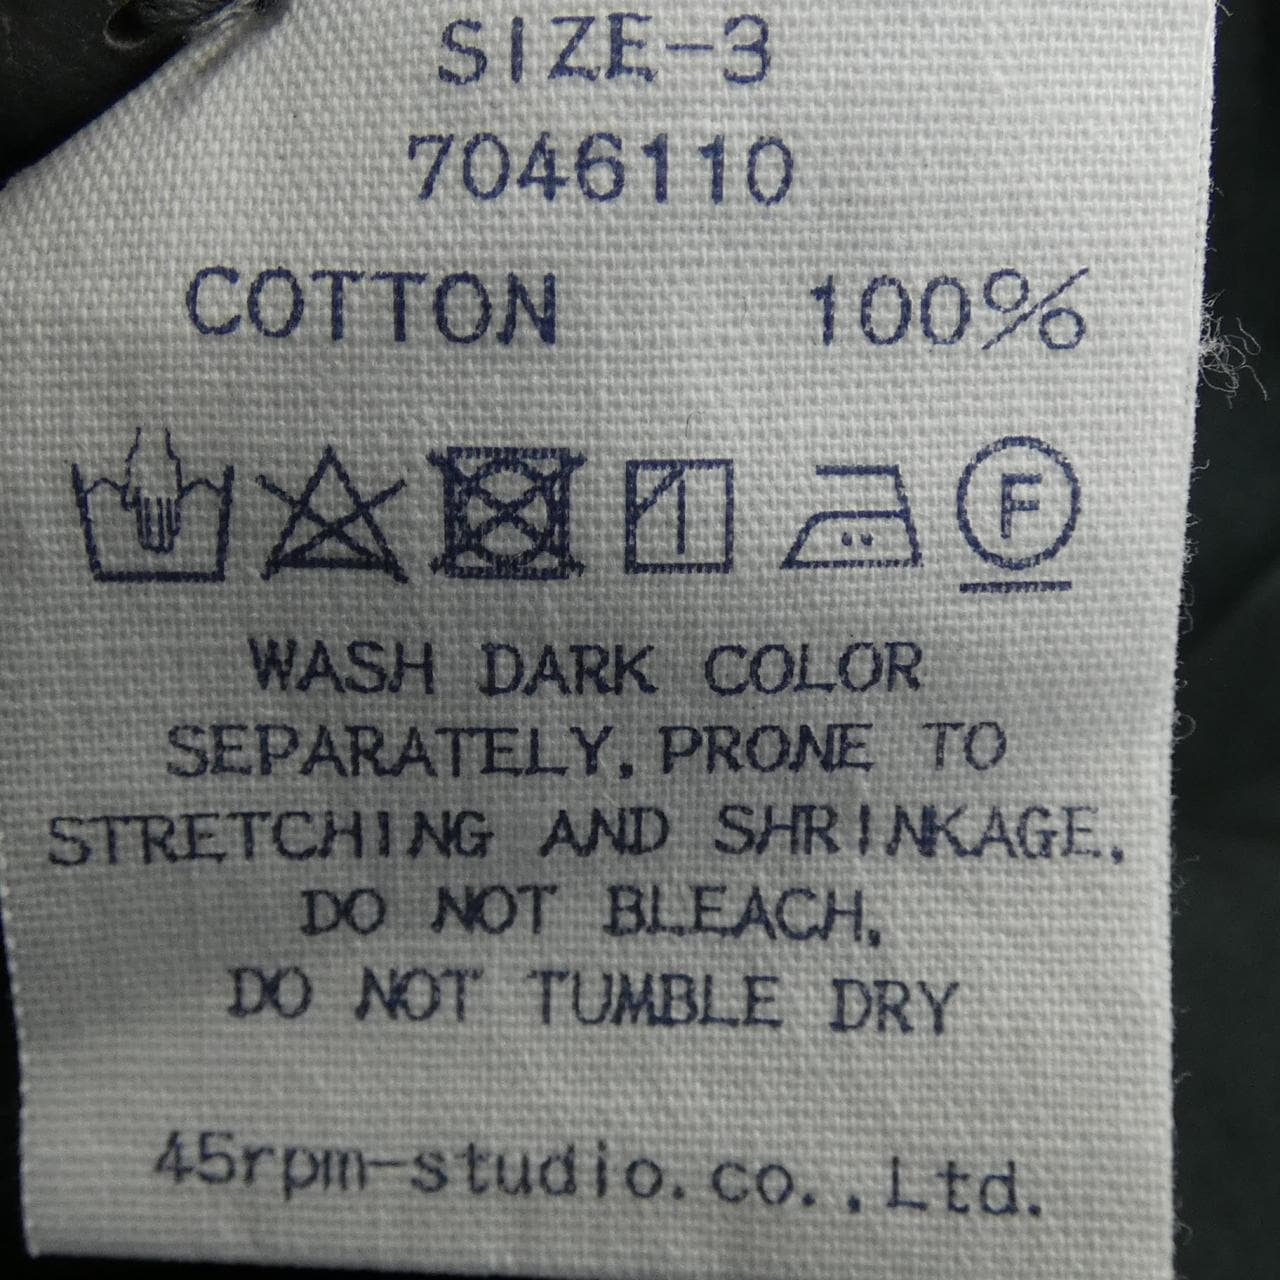 SIZE-3
7046110
COTTON 100%
F
WASH DARK COLOR
SEPARATELY. PRONE TO
STRETCHING AND SHRINKAGE.
DO NOT BLEACH.
DO NOT TUMBLE DRY
45rpm-studio.co.,Ltd.